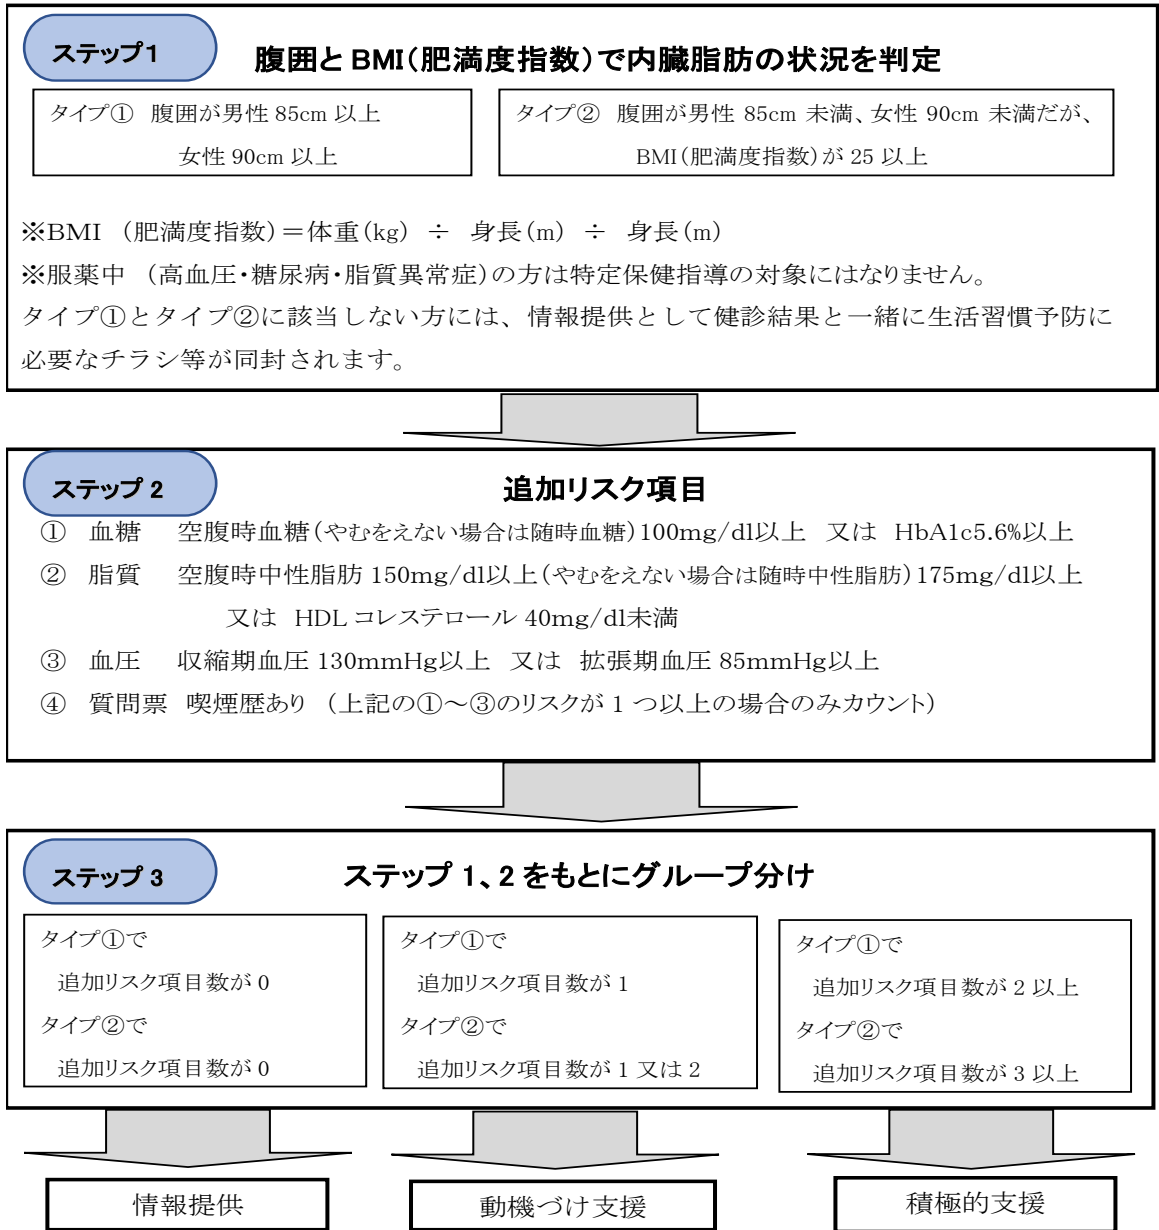 ステップ1
腹囲とBMI(肥満度指数)で内臓脂肪の状況を判定
タイプ① 腹囲が男性 85cm 以上
女性 90cm 以上
タイプ② 腹囲が男性 85cm 未満、女性 90cm 未満だが、
BMI(肥満度指数)が 25 以上
※BMI (肥満度指数)=体重(kg) ÷ 身長(m) ÷ 身長(m)
※服薬中 (高血圧・糖尿病・脂質異常症)の方は特定保健指導の対象にはなりません。
タイプ①とタイプ②に該当しない方には、情報提供として健診結果と一緒に生活習慣予防に
必要なチラシ等が同封されます。
ステップ 2
追加リスク項目
① 血糖 空腹時血糖(やむをえない場合は随時血糖)100mg/dl以上 又は HbA1c5.6%以上
② 脂質 空腹時中性脂肪 150mg/dl以上(やむをえない場合は随時中性脂肪)175mg/dl以上
又は HDL コレステロール 40mg/dl未満
③ 血圧 収縮期血圧 130mmHg以上 又は 拡張期血圧 85mmHg以上
④ 質問票 喫煙歴あり (上記の①~③のリスクが 1 つ以上の場合のみカウント)
ステップ 3
ステップ 1、2 をもとにグループ分け
タイプ①で
追加リスク項目数が 0
タイプ②で
追加リスク項目数が 0
タイプ①で
追加リスク項目数が 1
タイプ②で
追加リスク項目数が 1 又は 2
タイプ①で
追加リスク項目数が 2 以上
タイプ②で
追加リスク項目数が 3 以上
情報提供
動機づけ支援
積極的支援